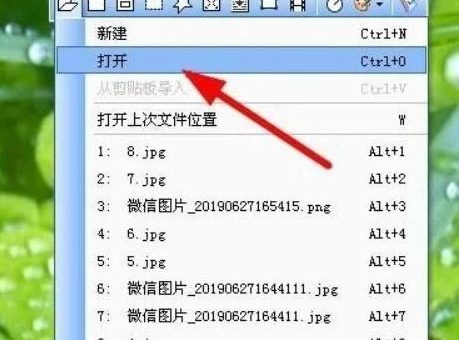 新建 Ctrl+N
打开 Ctrl+O
从剪贴板导入 Ctrl+V
打开上次文件位置 W
1: 8.jpg Alt+1
2: 7.jpg Alt+2
3: 微信图片_20190627165415.png Alt+3
4: 6.jpg Alt+4
5: 5.jpg Alt+5
6: 微信图片_201906271644111.jpg Alt+6
7: 微信图片_20190627164411.jpg Alt+7